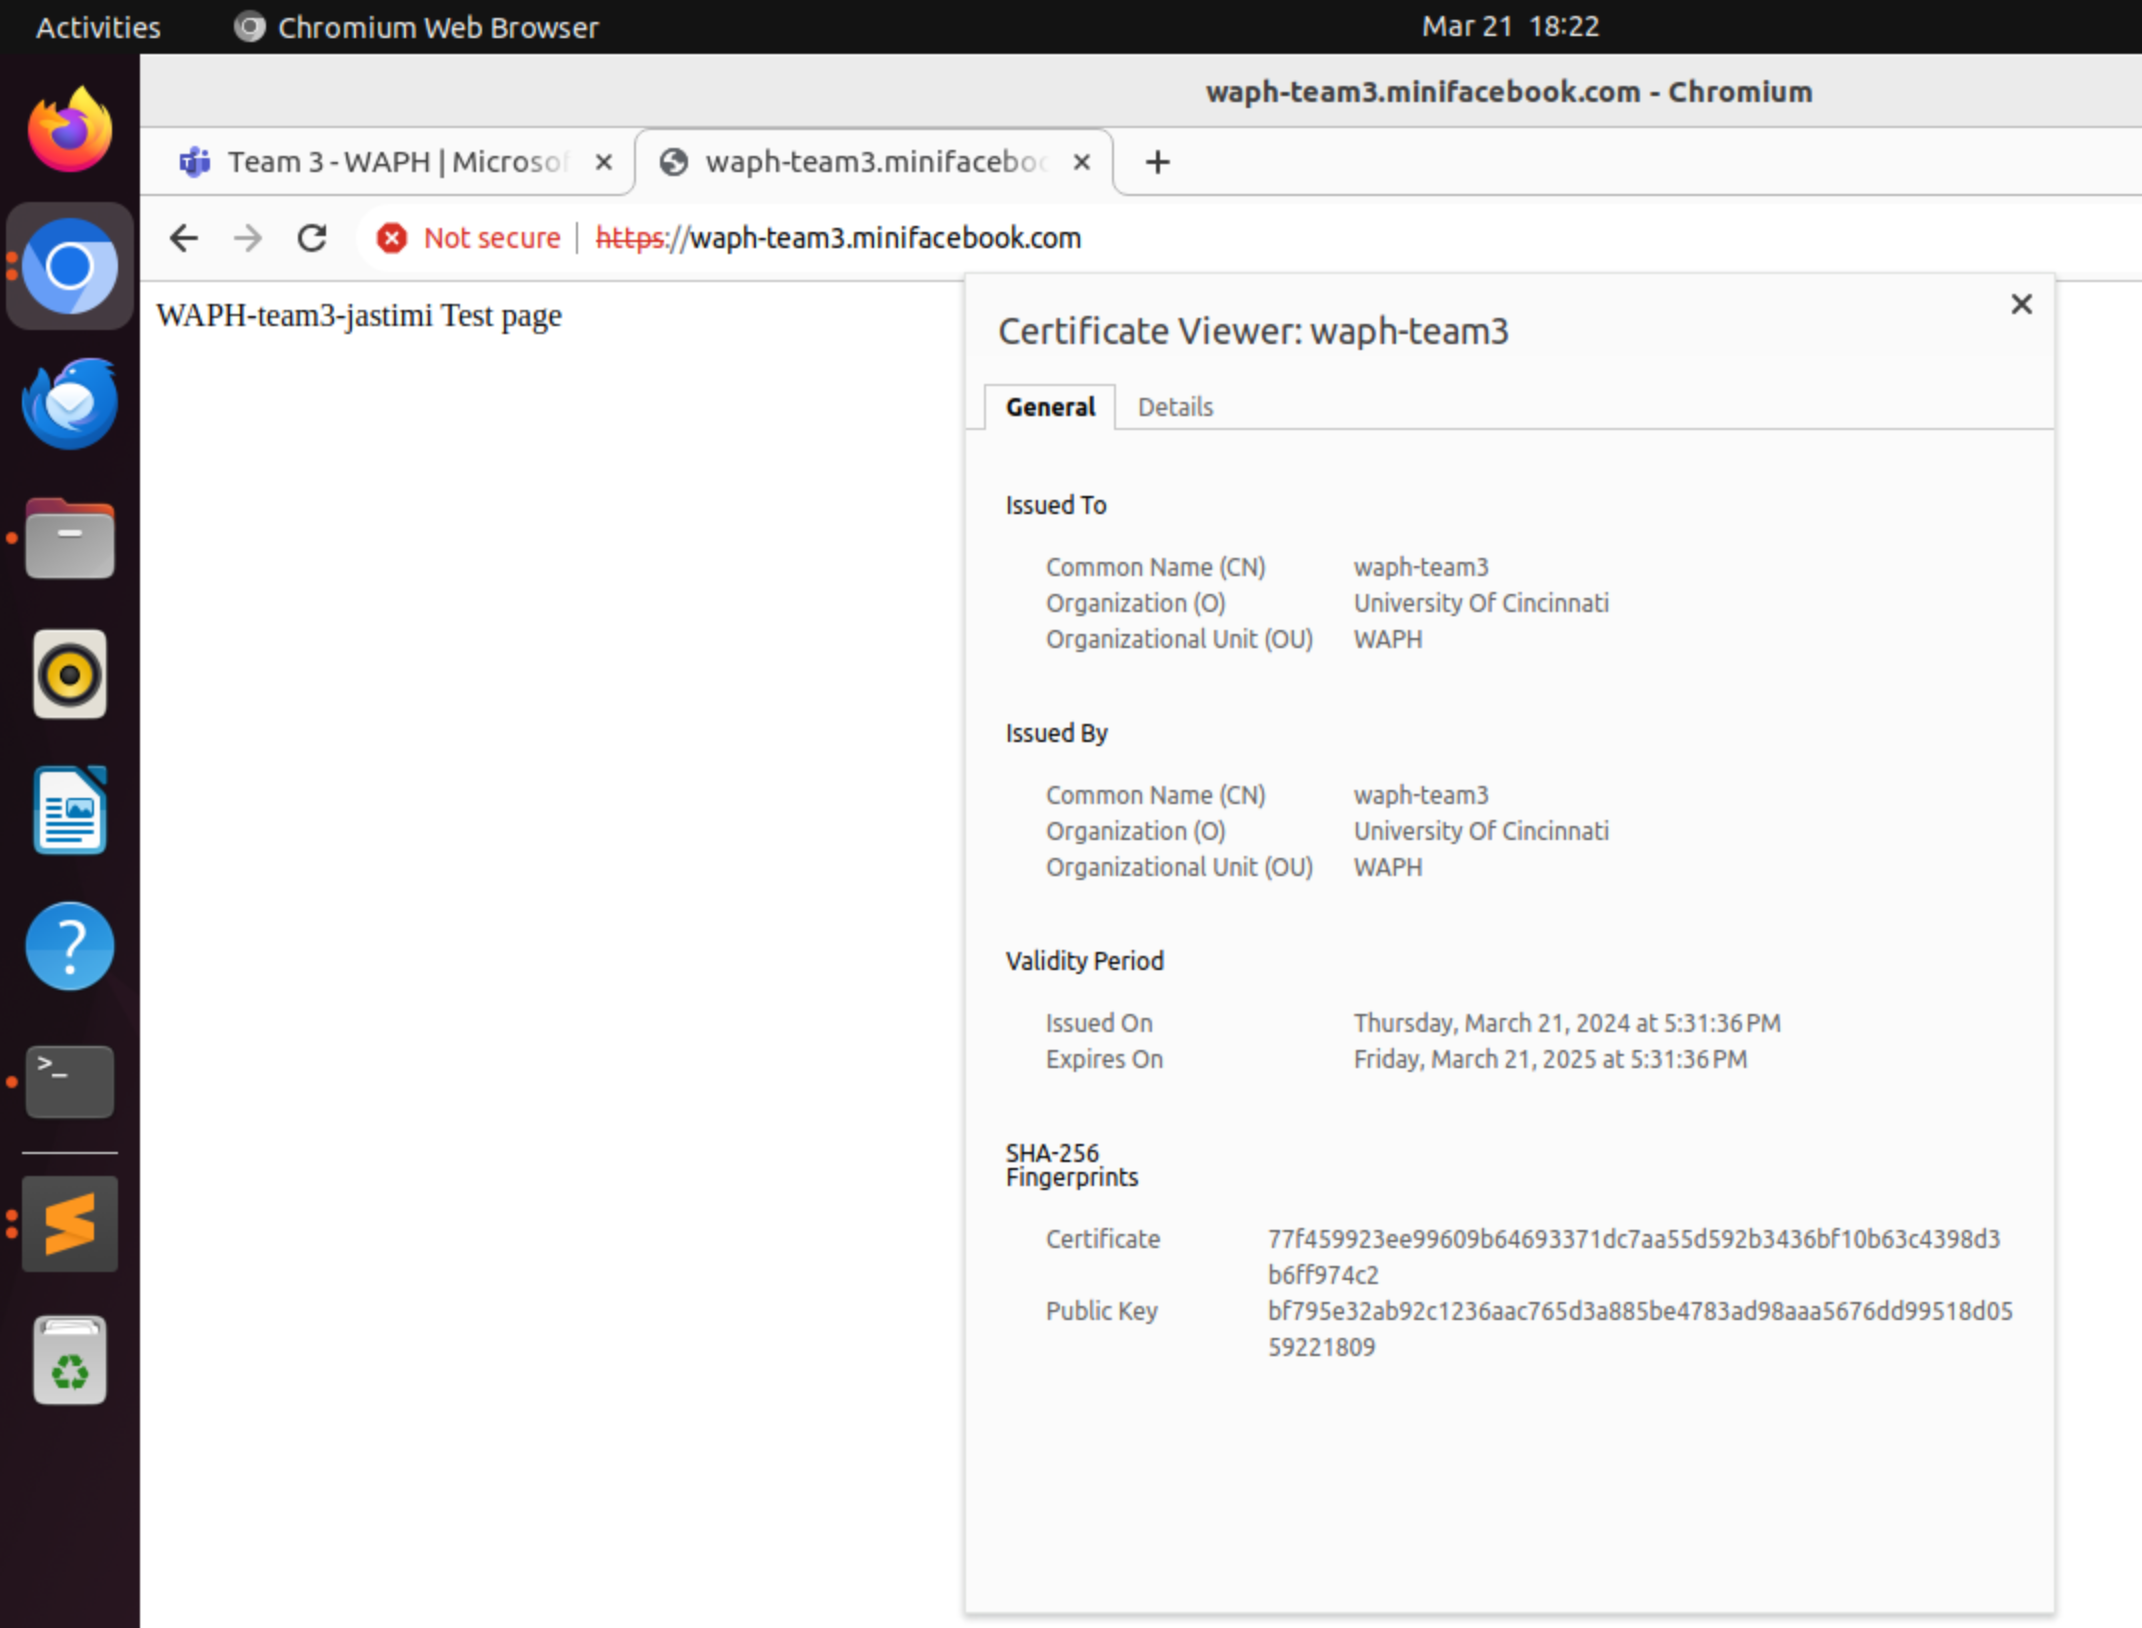 Activities
Chromium Web Browser
Mar 21 18:22
waph-team3.minifacebook.com - Chromium
Team 3 - WAPH | Microsof
waph-team3.minifaceboo
Not secure
https://waph-team3.minifacebook.com
WAPH-team3-jastimi Test page
Certificate Viewer: waph-team3
General
Details
Issued To
Common Name (CN) waph-team3
Organization (O) University Of Cincinnati
Organizational Unit (OU) WAPH
Issued By
Common Name (CN) waph-team3
Organization (O) University Of Cincinnati
Organizational Unit (OU) WAPH
Validity Period
Issued On Thursday, March 21, 2024 at 5:31:36 PM
Expires On Friday, March 21, 2025 at 5:31:36 PM
SHA-256
Fingerprints
Certificate 77f459923ee99609b64693371dc7aa55d592b3436bf10b63c4398d3
b6ff974c2
Public Key bf795e32ab92c1236aac765d3a885be4783ad98aaa5676dd99518d05
59221809